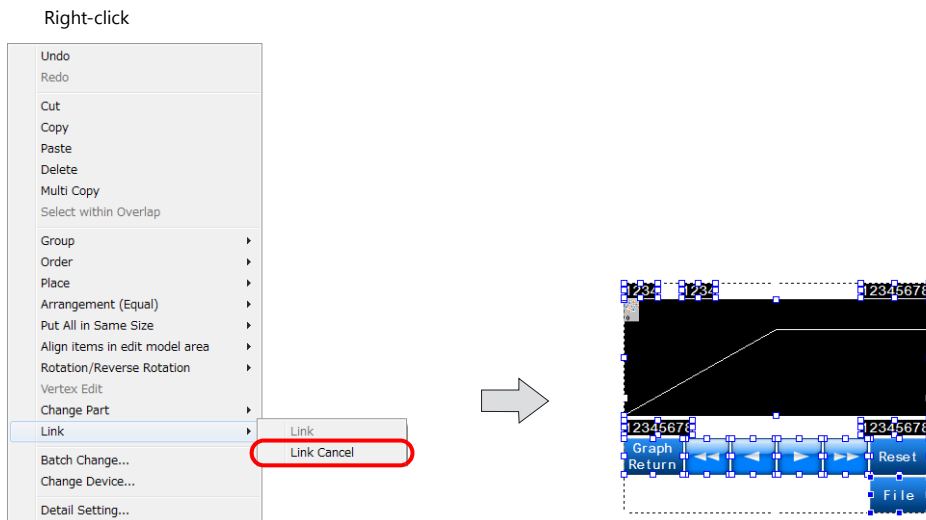 Right-click
Undo
Redo
Cut
Copy
Paste
Delete
Multi Copy
Select within Overlap
Group
Order
Place
Arrangement (Equal)
Put All in Same Size
Align items in edit model area
Rotation/Reverse Rotation
Vertex Edit
Change Part
Link
Link
Link Cancel
Batch Change...
Change Device...
Detail Setting...
1234 1234 12345678
12345678 12345678
Graph
Return
Reset
File